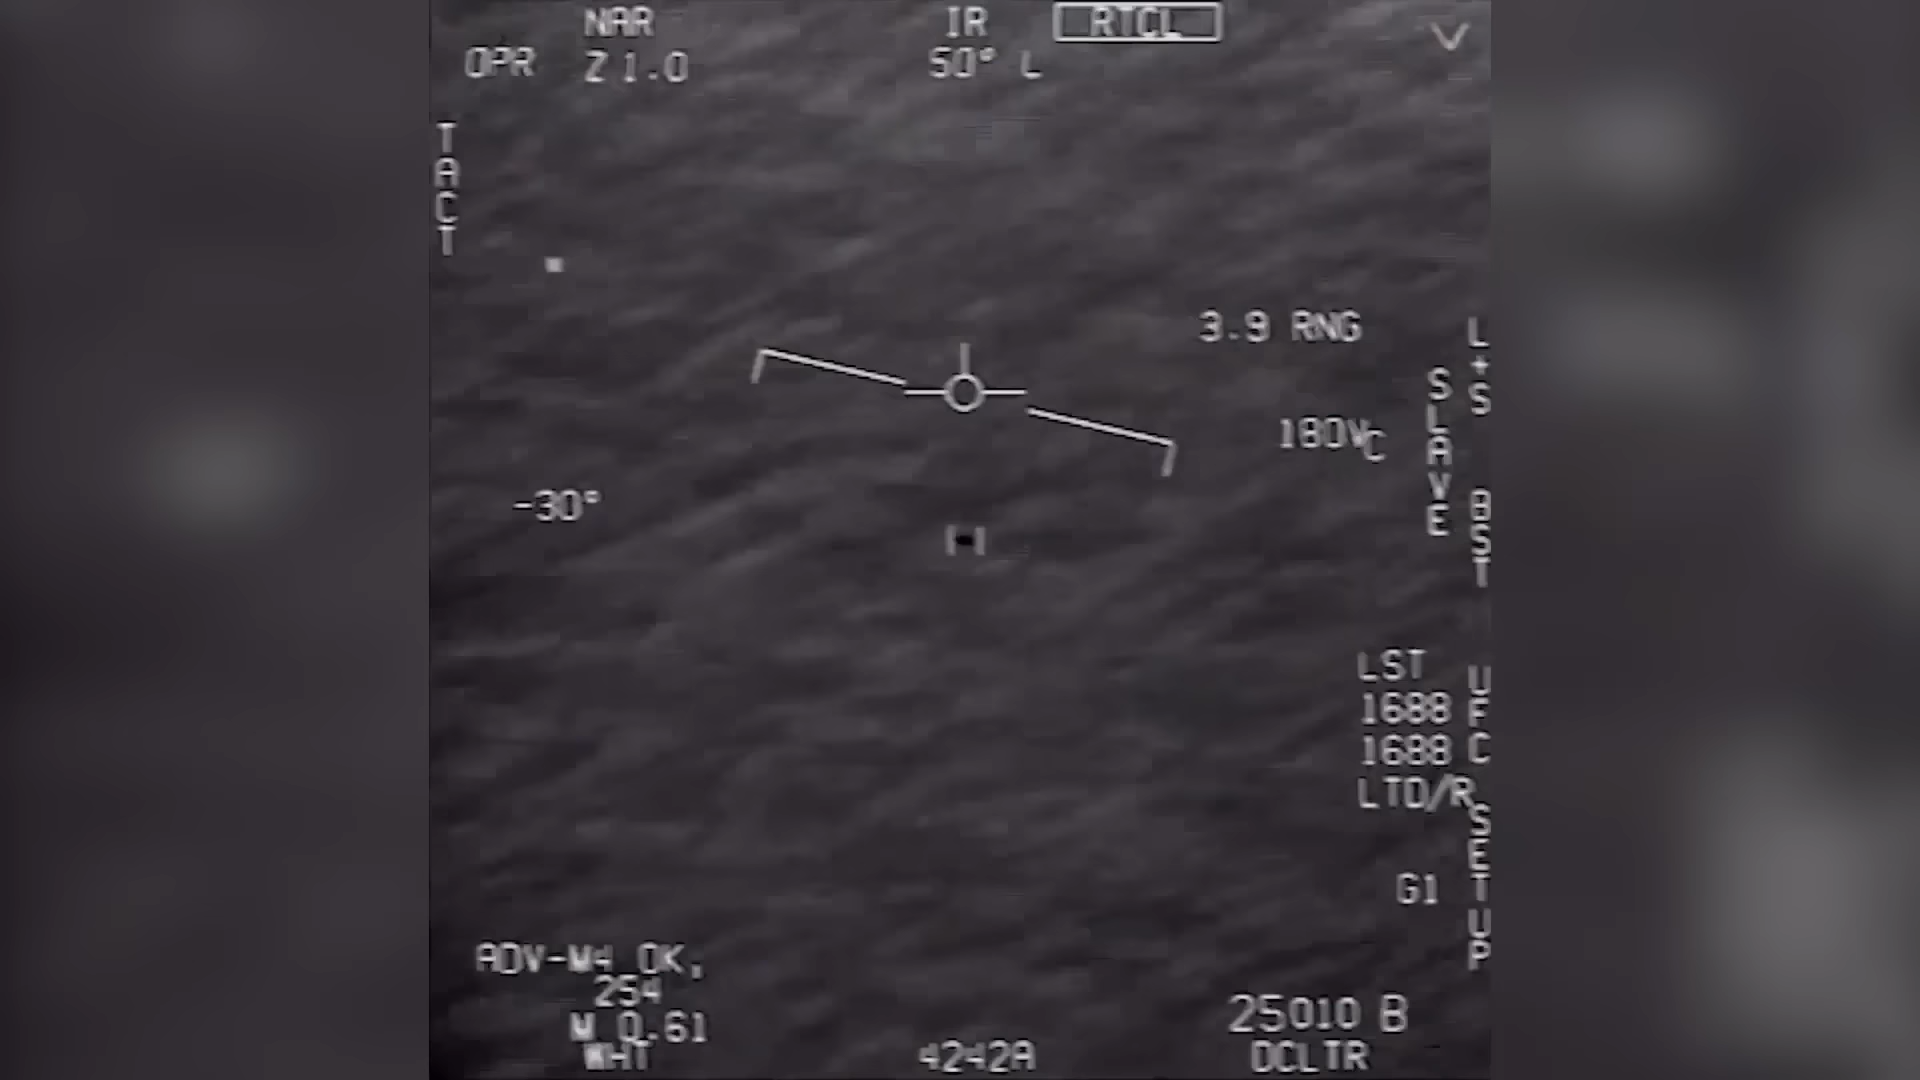 NAR IR RTCL
OPR Z 1.0 50° L
TACT
3.9 RNG
L+S
SLAVE
180Vc
-30°
BST
LST
1688
1688
LTD/R
UFC
SETUP
G1
ADV-M4 OK,
254
M 0.61
WHT
4242A
25010 B
DCLTR